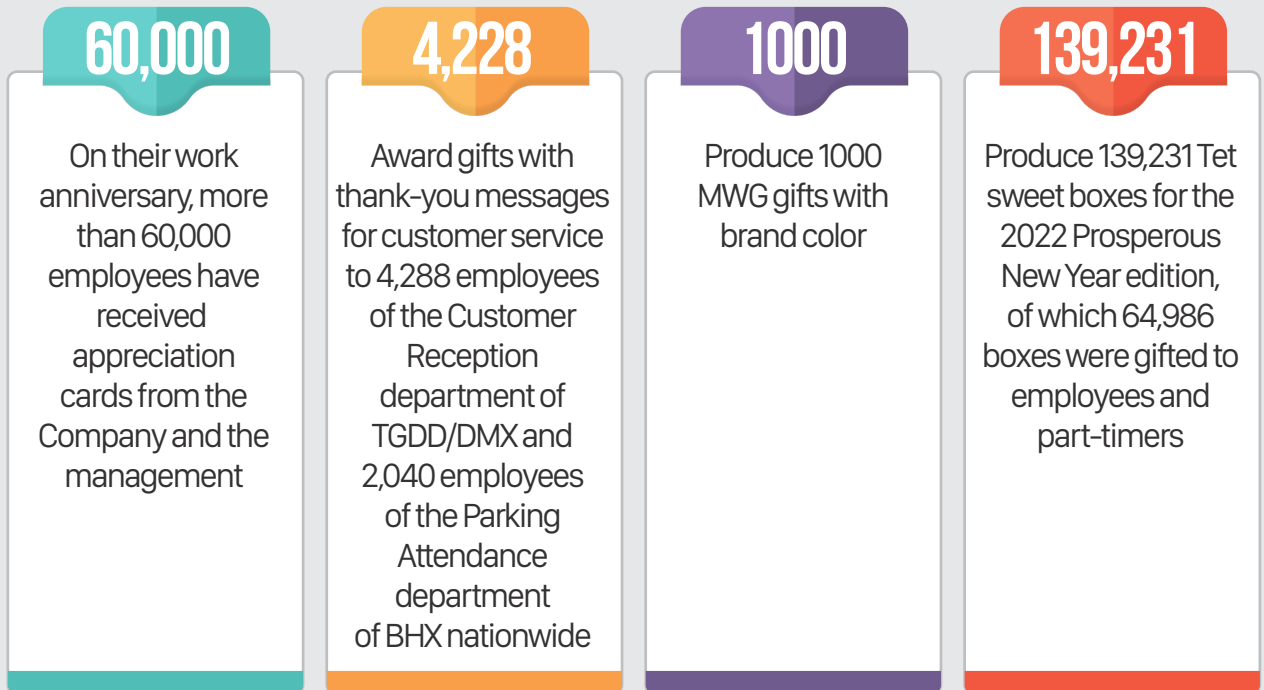 60,000
On their work
anniversary, more
than 60,000
employees have
received
appreciation
cards from the
Company and the
management
4,228
Award gifts with
thank-you messages
for customer service
to 4,288 employees
of the Customer
Reception
department of
TGDD/DMX and
2,040 employees
of the Parking
Attendance
department
of BHX nationwide
1000
Produce 1000
MWG gifts with
brand color
139,231
Produce 139,231 Tet
sweet boxes for the
2022 Prosperous
New Year edition,
of which 64,986
boxes were gifted to
employees and
part-timers